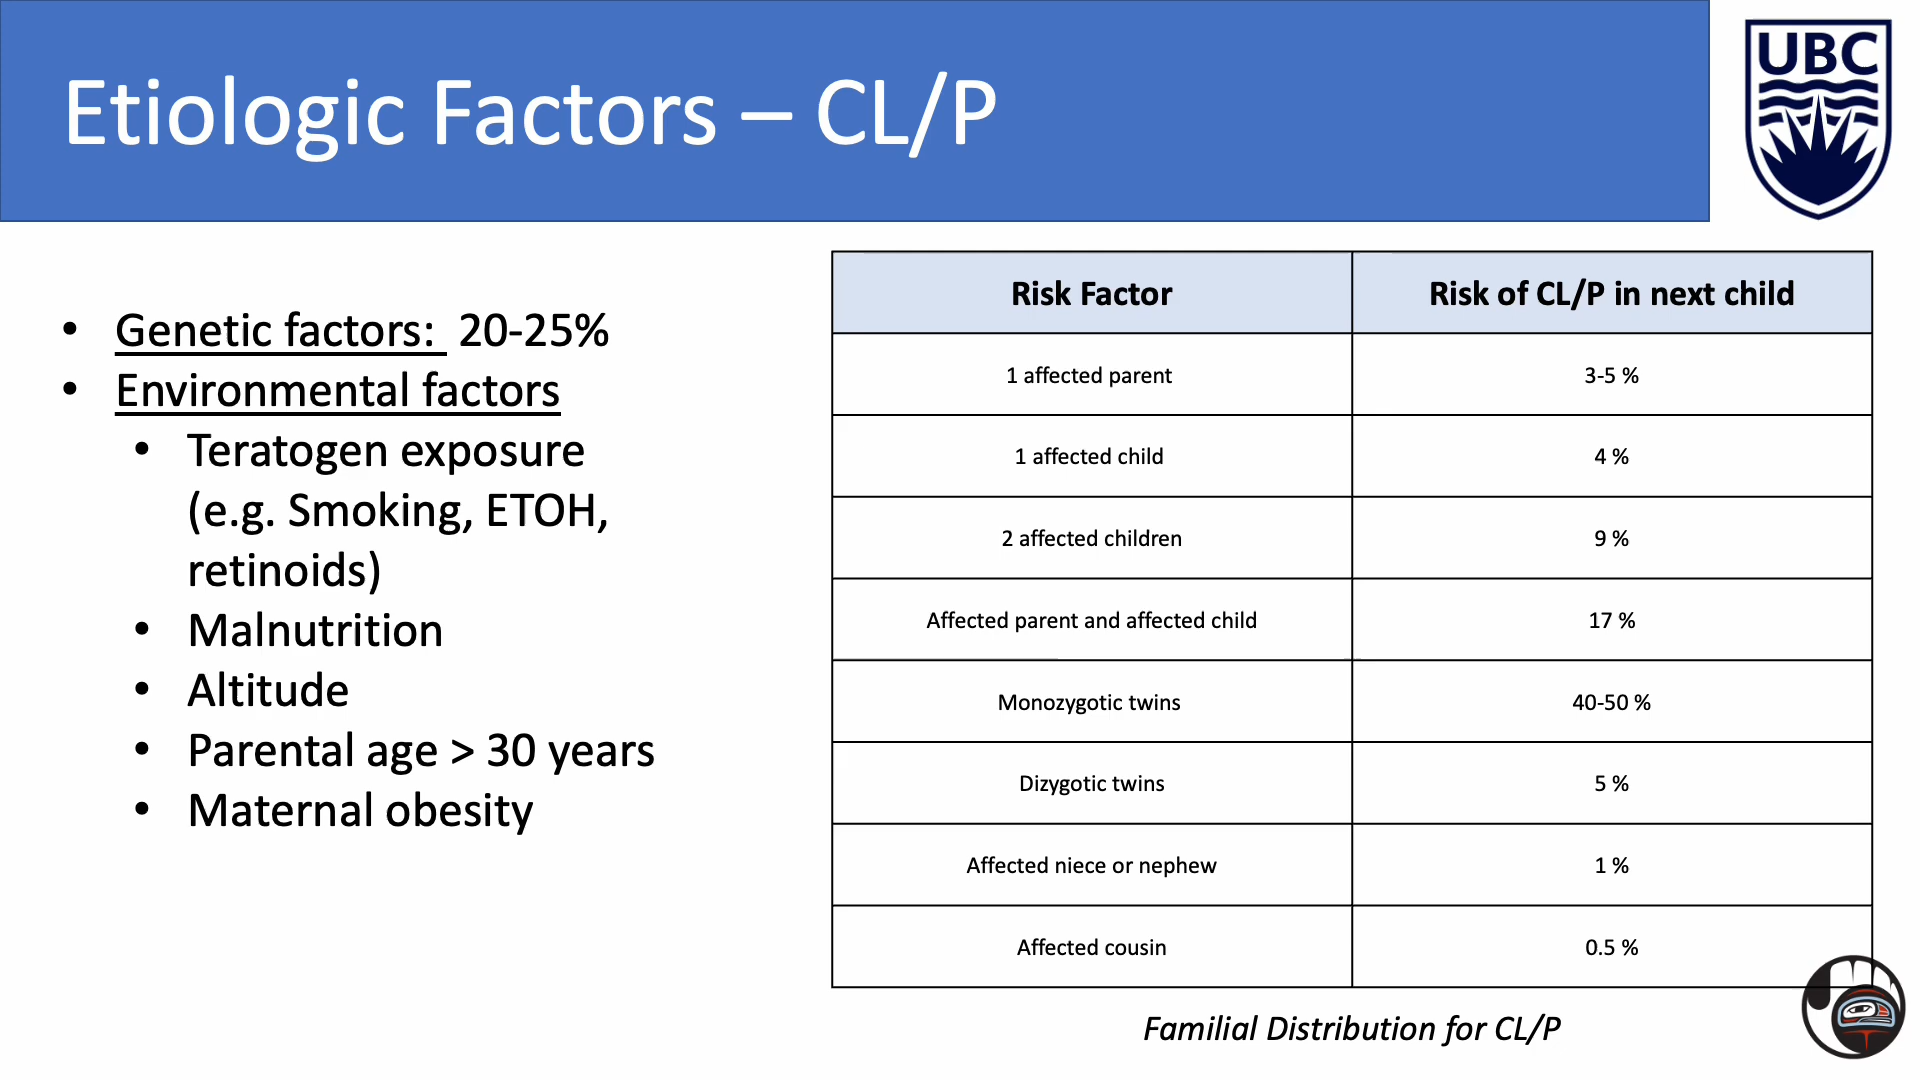 Etiologic Factors – CL/P
UBC
• Genetic factors: 20-25%
• Environmental factors
• Teratogen exposure
(e.g. Smoking, ETOH,
retinoids)
• Malnutrition
• Altitude
• Parental age > 30 years
• Maternal obesity
Risk Factor Risk of CL/P in next child
1 affected parent 3-5 %
1 affected child 4 %
2 affected children 9 %
Affected parent and affected child 17 %
Monozygotic twins 40-50 %
Dizygotic twins 5 %
Affected niece or nephew 1 %
Affected cousin 0.5 %
Familial Distribution for CL/P